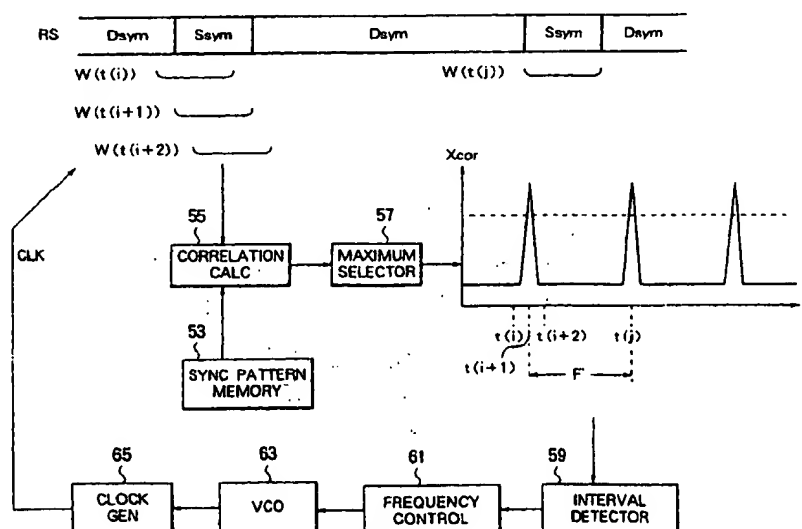 RS Dsym Ssym Dsym Ssym Dsym
W(t(i)) W(t(j))
W(t(i+1))
W(t(i+2))
Xcor
55
CORRELATION
CALC
57
MAXIMUM
SELECTOR
CLK
53
SYNC PATTERN
MEMORY
t(i) t(i+2) t(j)
t(i+1)
F
65
CLOCK
GEN
63
VCO
61
FREQUENCY
CONTROL
59
INTERVAL
DETECTOR